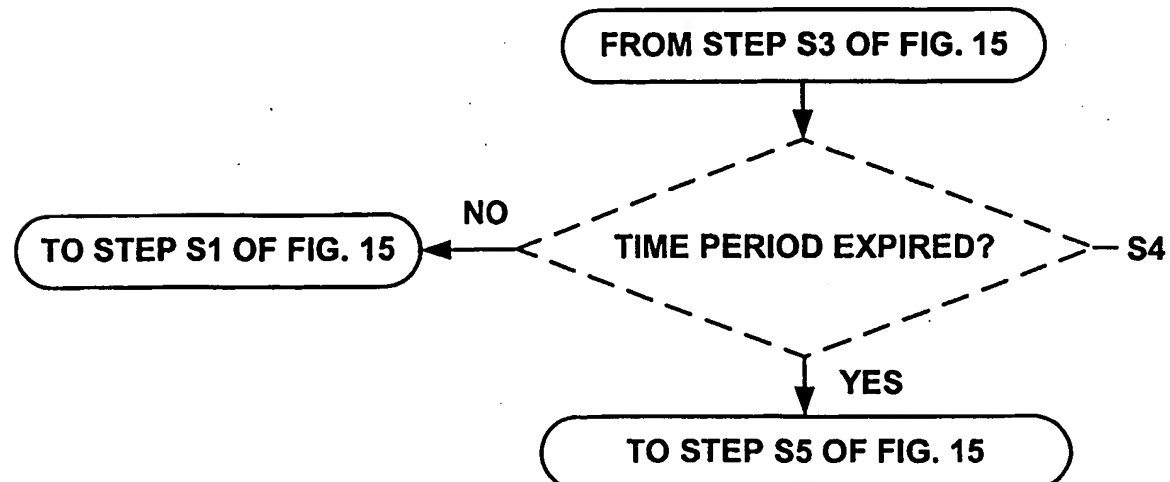 FROM STEP S3 OF FIG. 15
NO
TO STEP S1 OF FIG. 15
TIME PERIOD EXPIRED?
S4
YES
TO STEP S5 OF FIG. 15